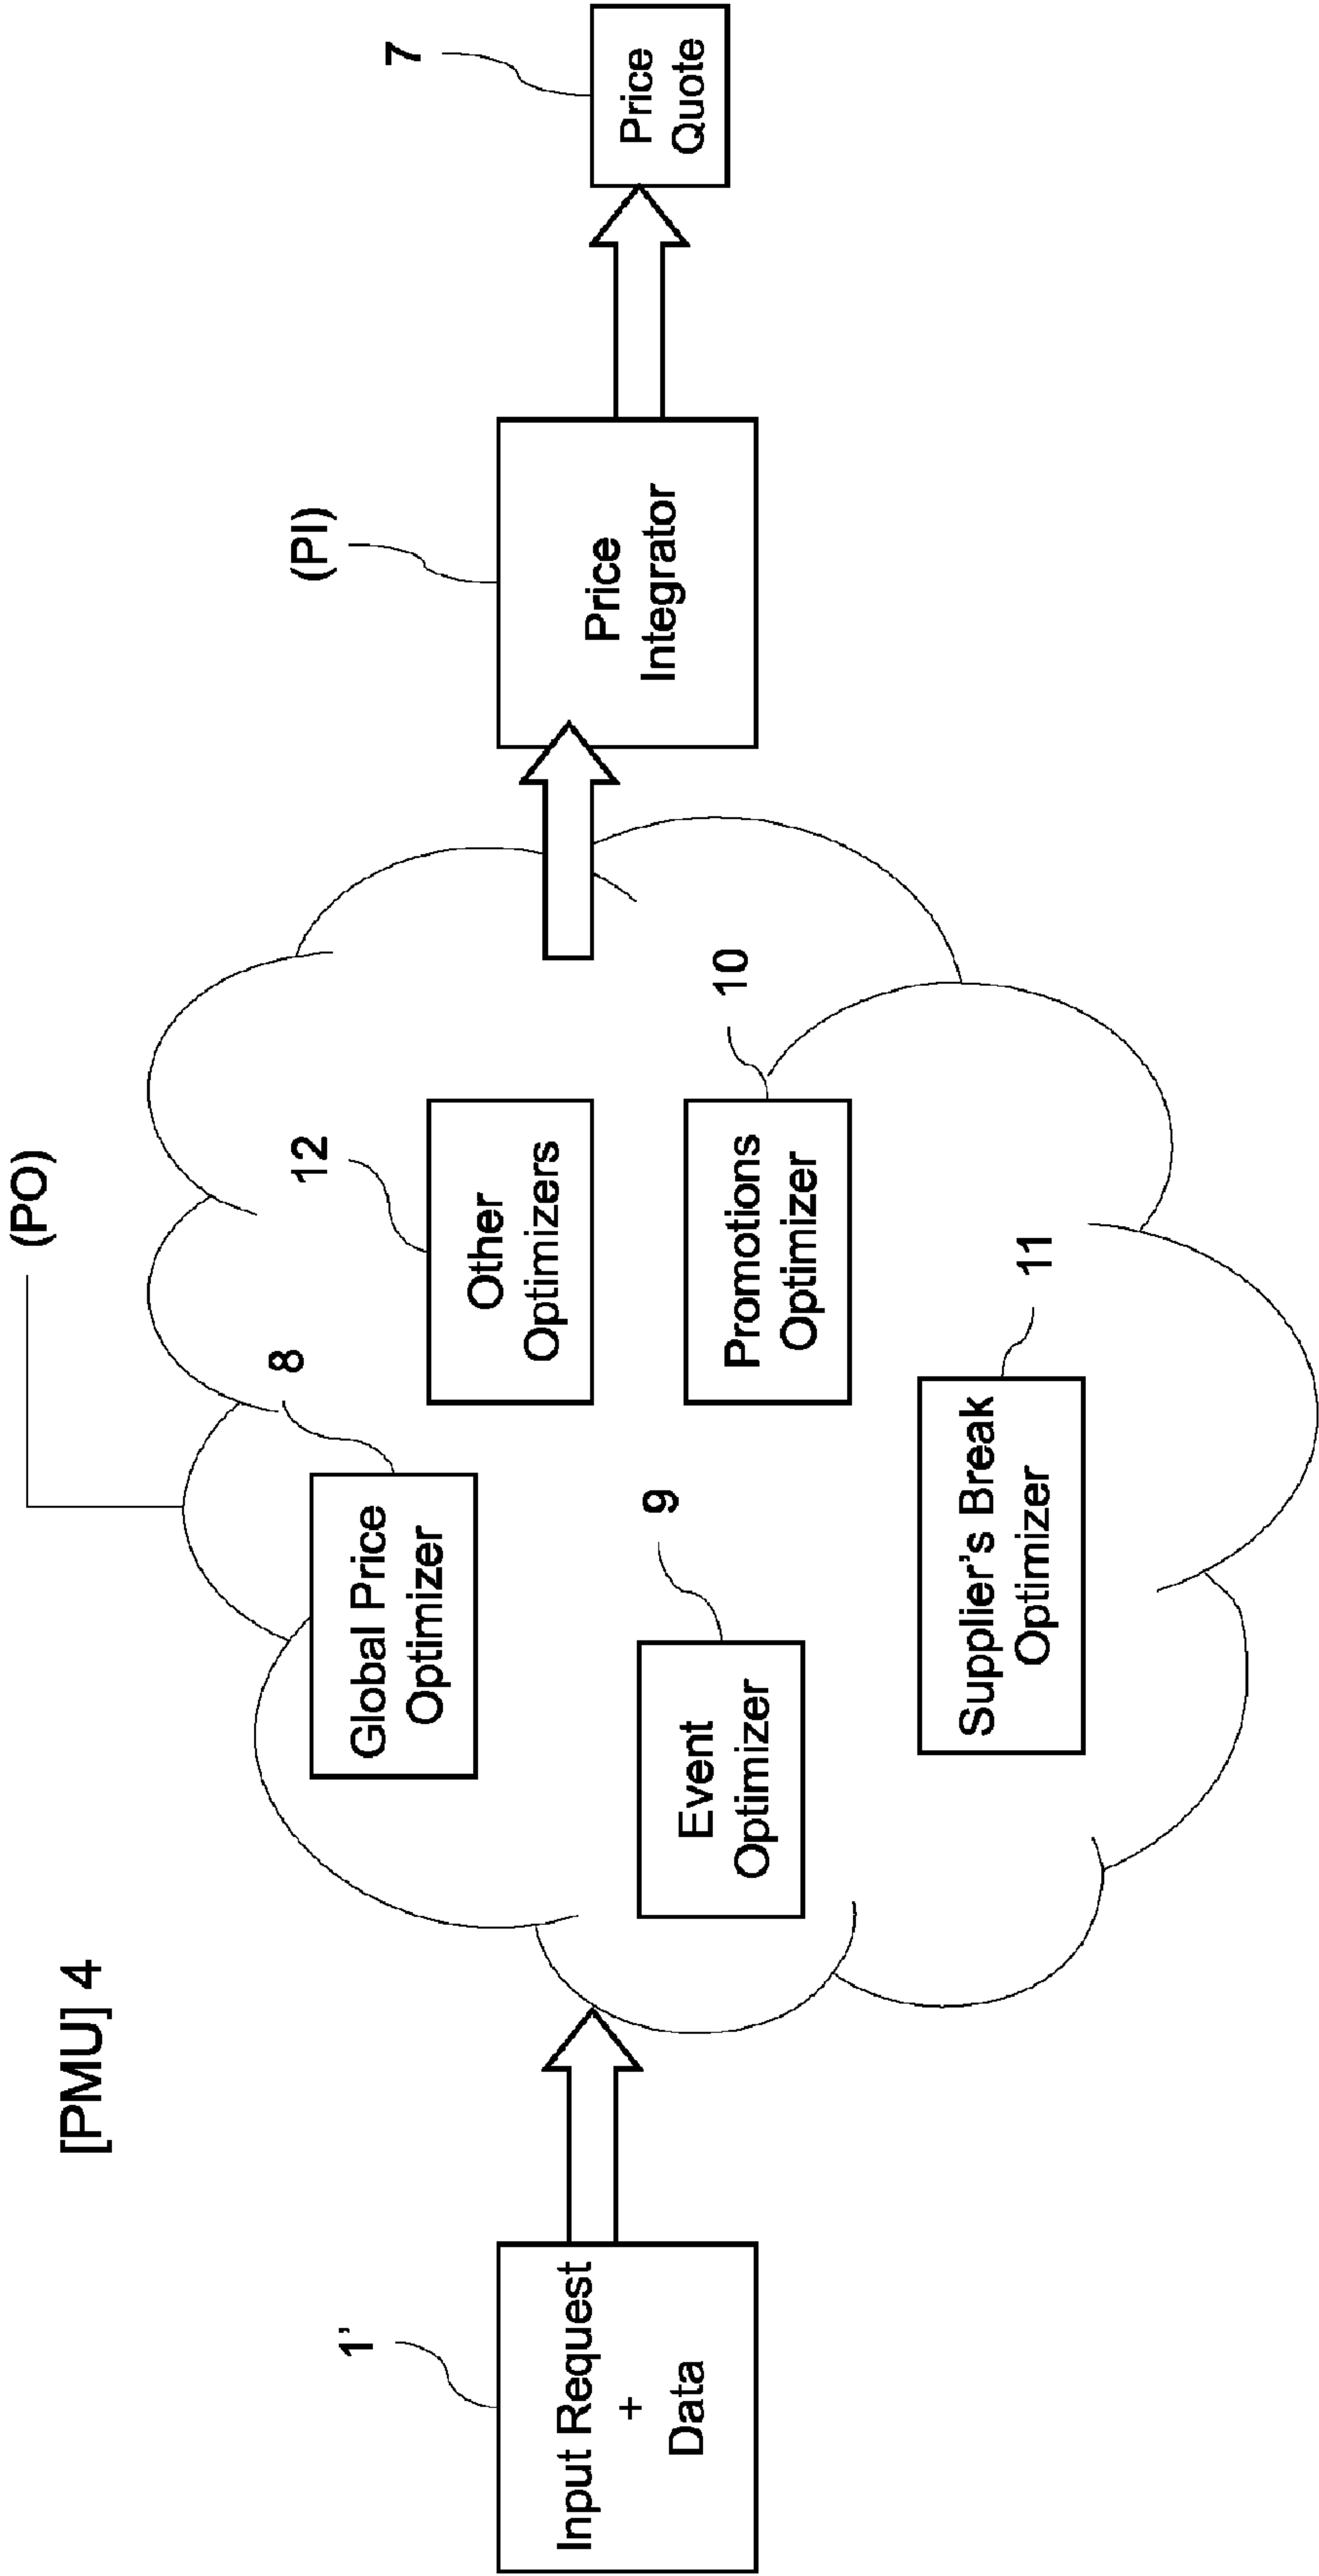 [PMU] 4
(PO)
1’
Input Request
+
Data
8
Global Price
Optimizer
12
Other
Optimizers
9
Event
Optimizer
10
Promotions
Optimizer
11
Supplier’s Break
Optimizer
(PI)
Price
Integrator
7
Price
Quote